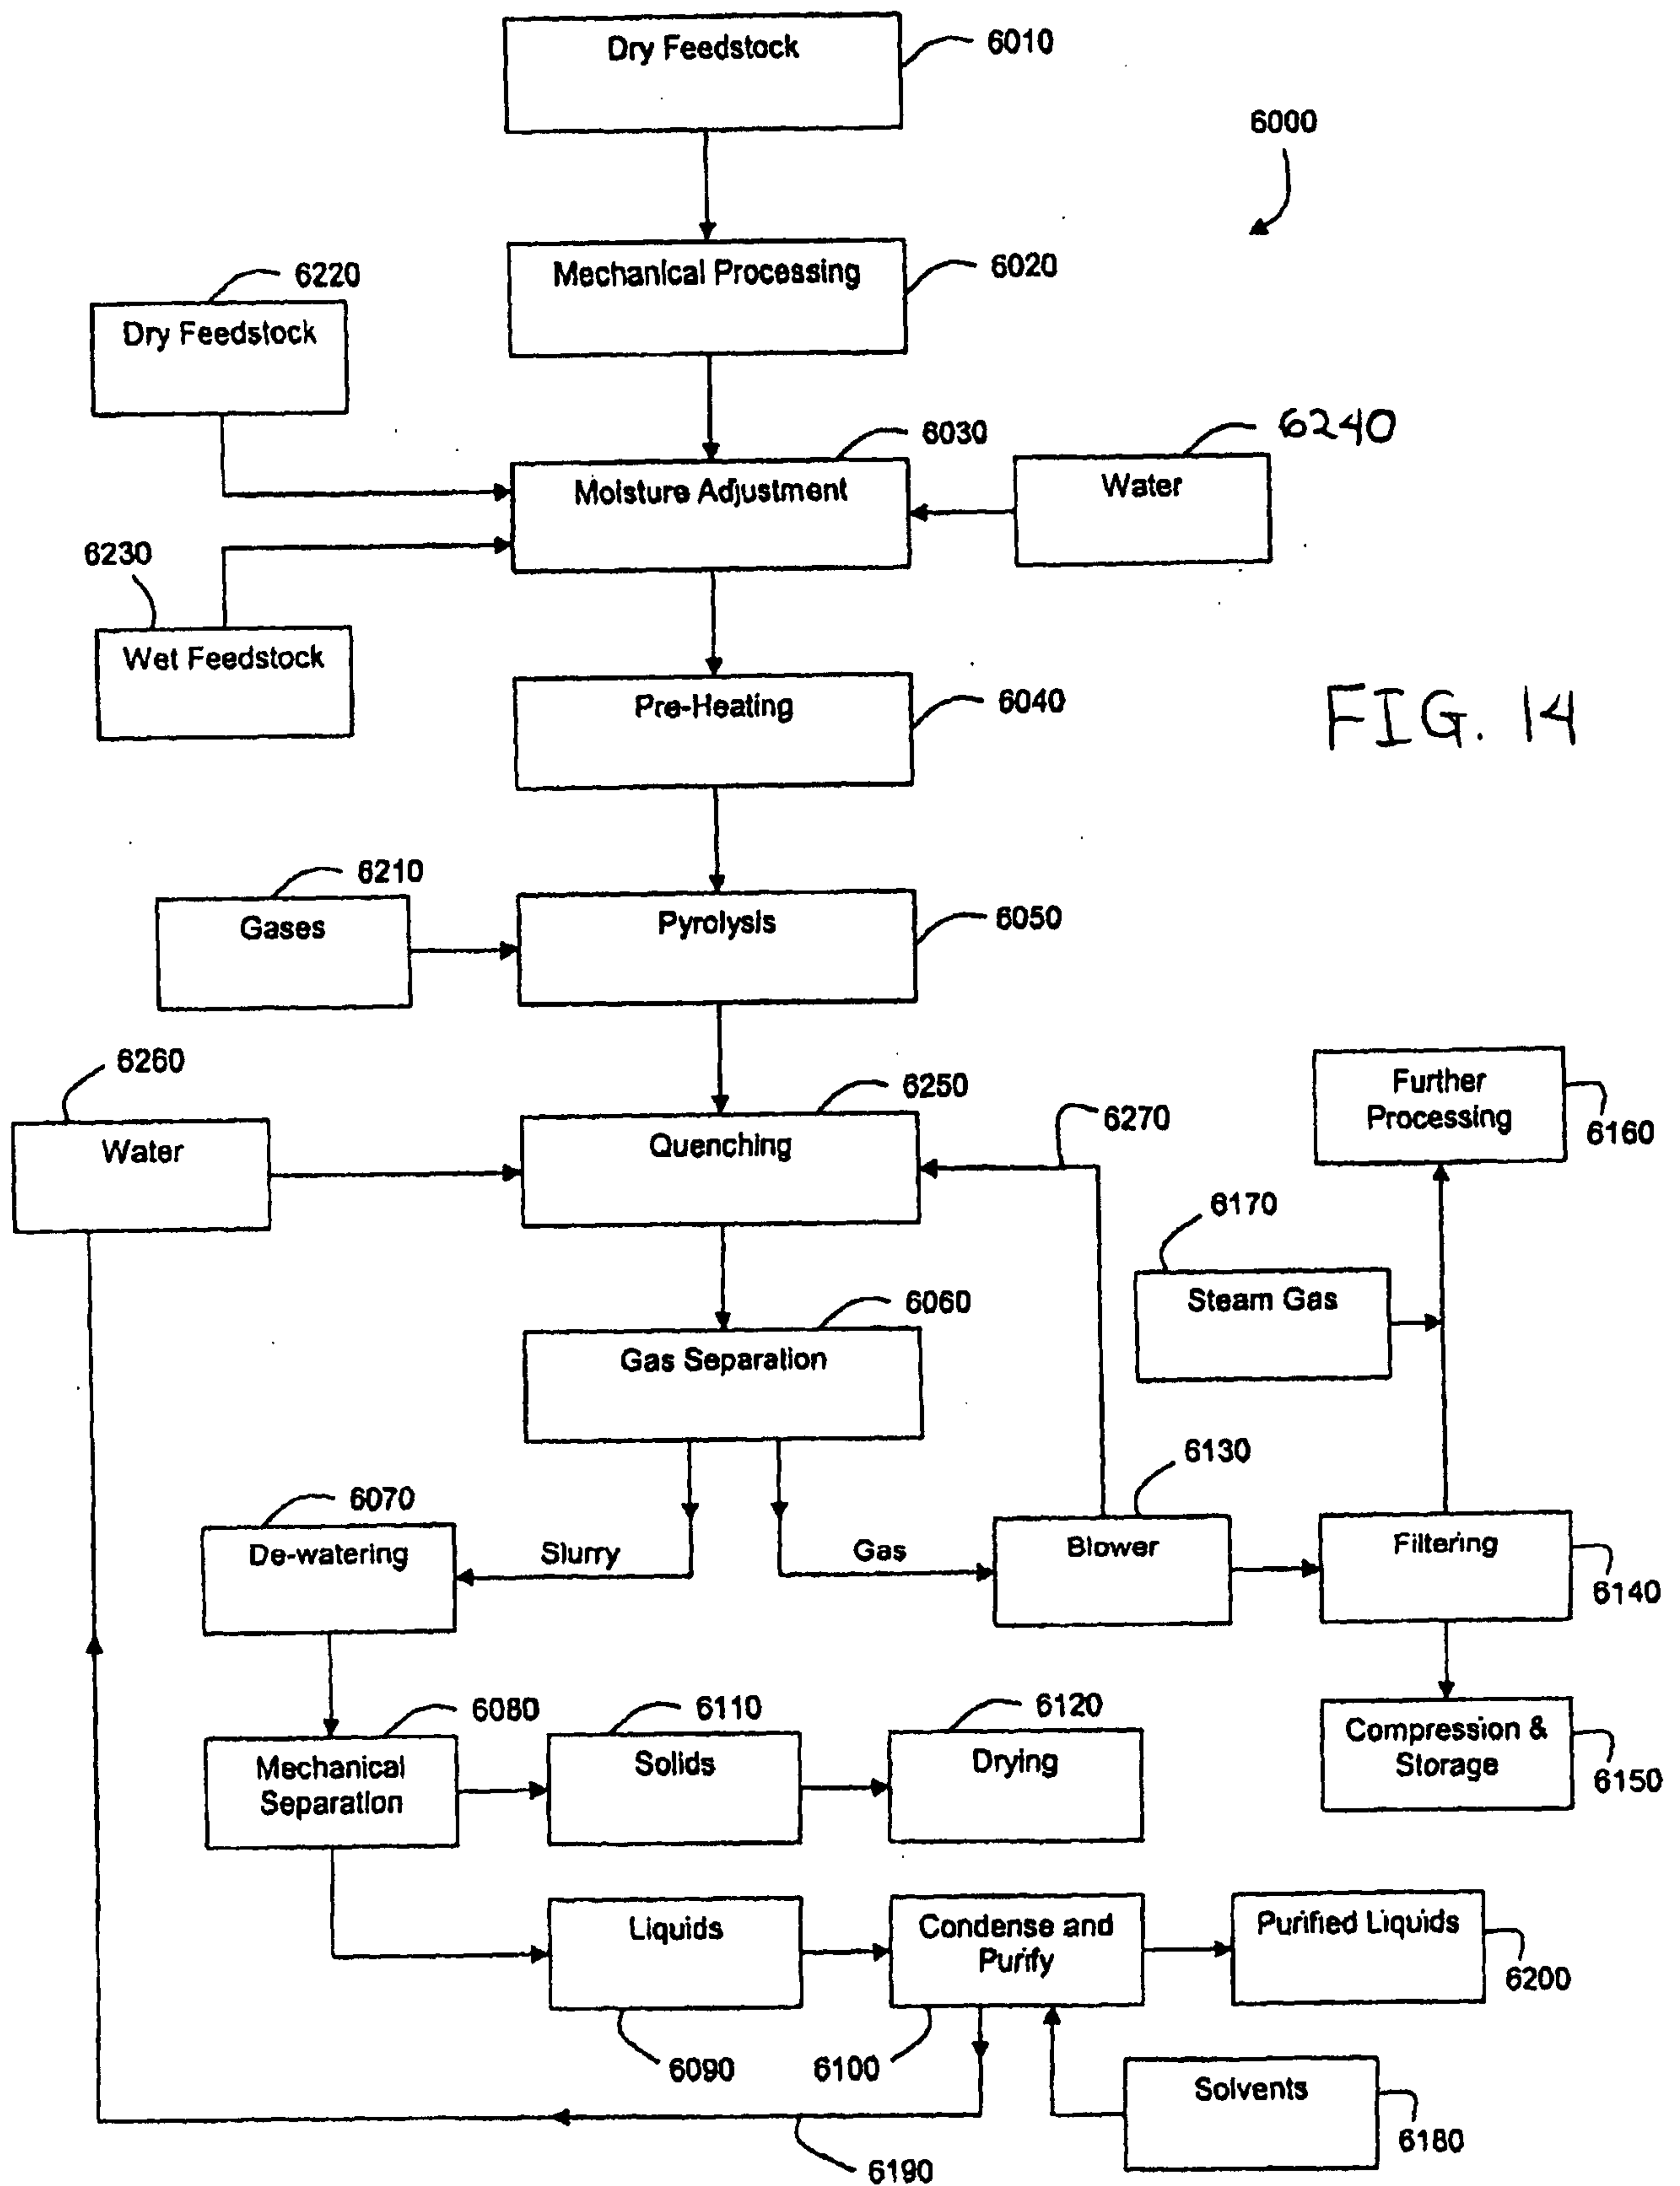 Dry Feedstock
6010
6000
Mechanical Processing
6020
6220
Dry Feedstock
6030
Moisture Adjustment
6240
Water
6230
Wet Feedstock
Pre-Heating
6040
FIG. 14
6210
Gases
Pyrolysis
6050
6260
Water
6250
Quenching
6270
Further
Processing
6160
6170
Steam Gas
6060
Gas Separation
6070
De-watering
Slurry
Gas
6130
Blower
Filtering
6140
6080
Mechanical
Separation
6110
Solids
6120
Drying
Compression &
Storage
6150
Liquids
6090
Condense and
Purify
6100
Purified Liquids
6200
Solvents
6180
6190